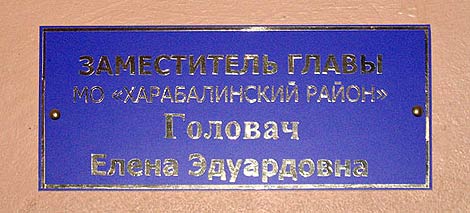 ЗАМЕСТИТЕЛЬ ГЛАВЫ
МО «ХАРАБАЛИНСКИЙ РАЙОН»
Головач
Елена Эдуардовна